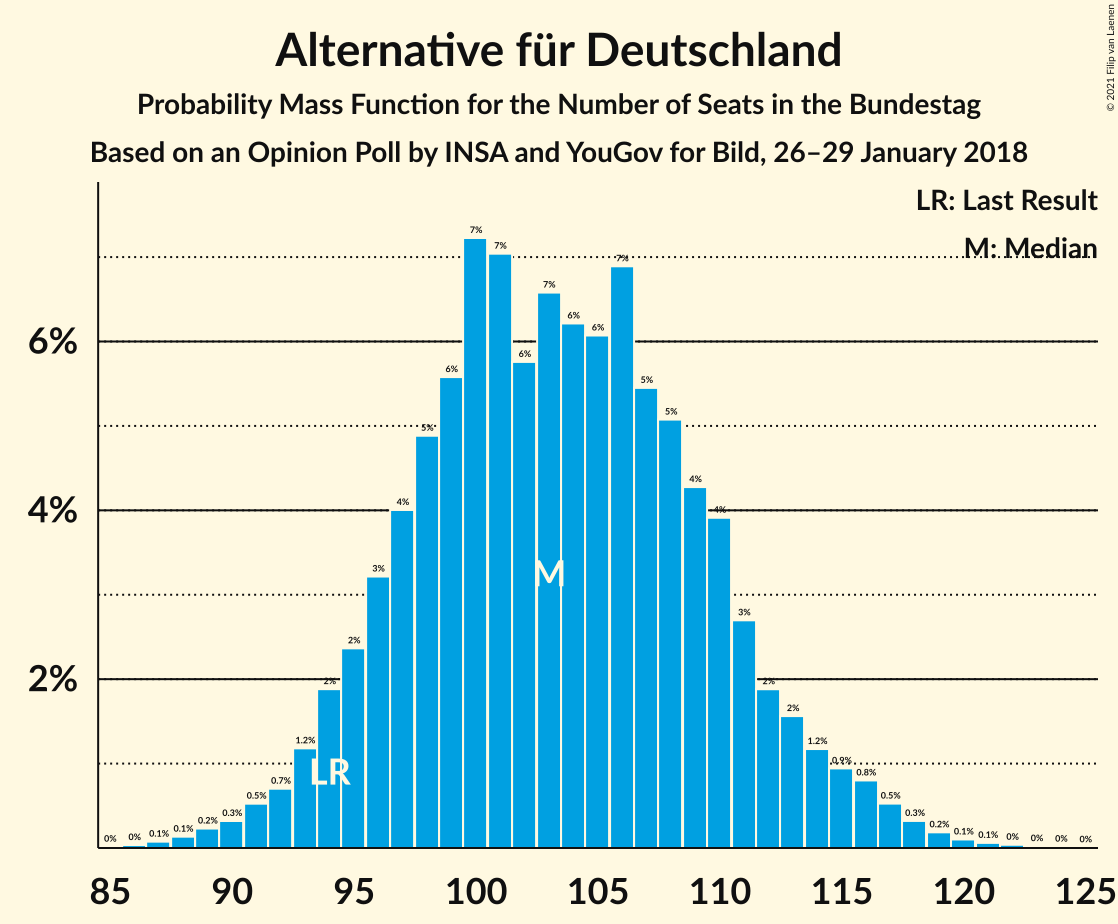 Alternative für Deutschland
Probability Mass Function for the Number of Seats in the Bundestag
Based on an Opinion Poll by INSA and YouGov for Bild, 26–29 January 2018
© 2021 Filip van Laenen
LR: Last Result
M: Median
6%
4%
2%
0% 0% 0.1% 0.1% 0.2% 0.3% 0.5% 0.7% 1.2% 2% 2% 3% 4% 5% 6% 7% 7% 6% 7% 6% 6% 7% 5% 5% 4% 4% 3% 2% 2% 1.2% 0.9% 0.8% 0.5% 0.3% 0.2% 0.1% 0.1% 0% 0% 0% 0%
M
LR
85 90 95 100 105 110 115 120 125